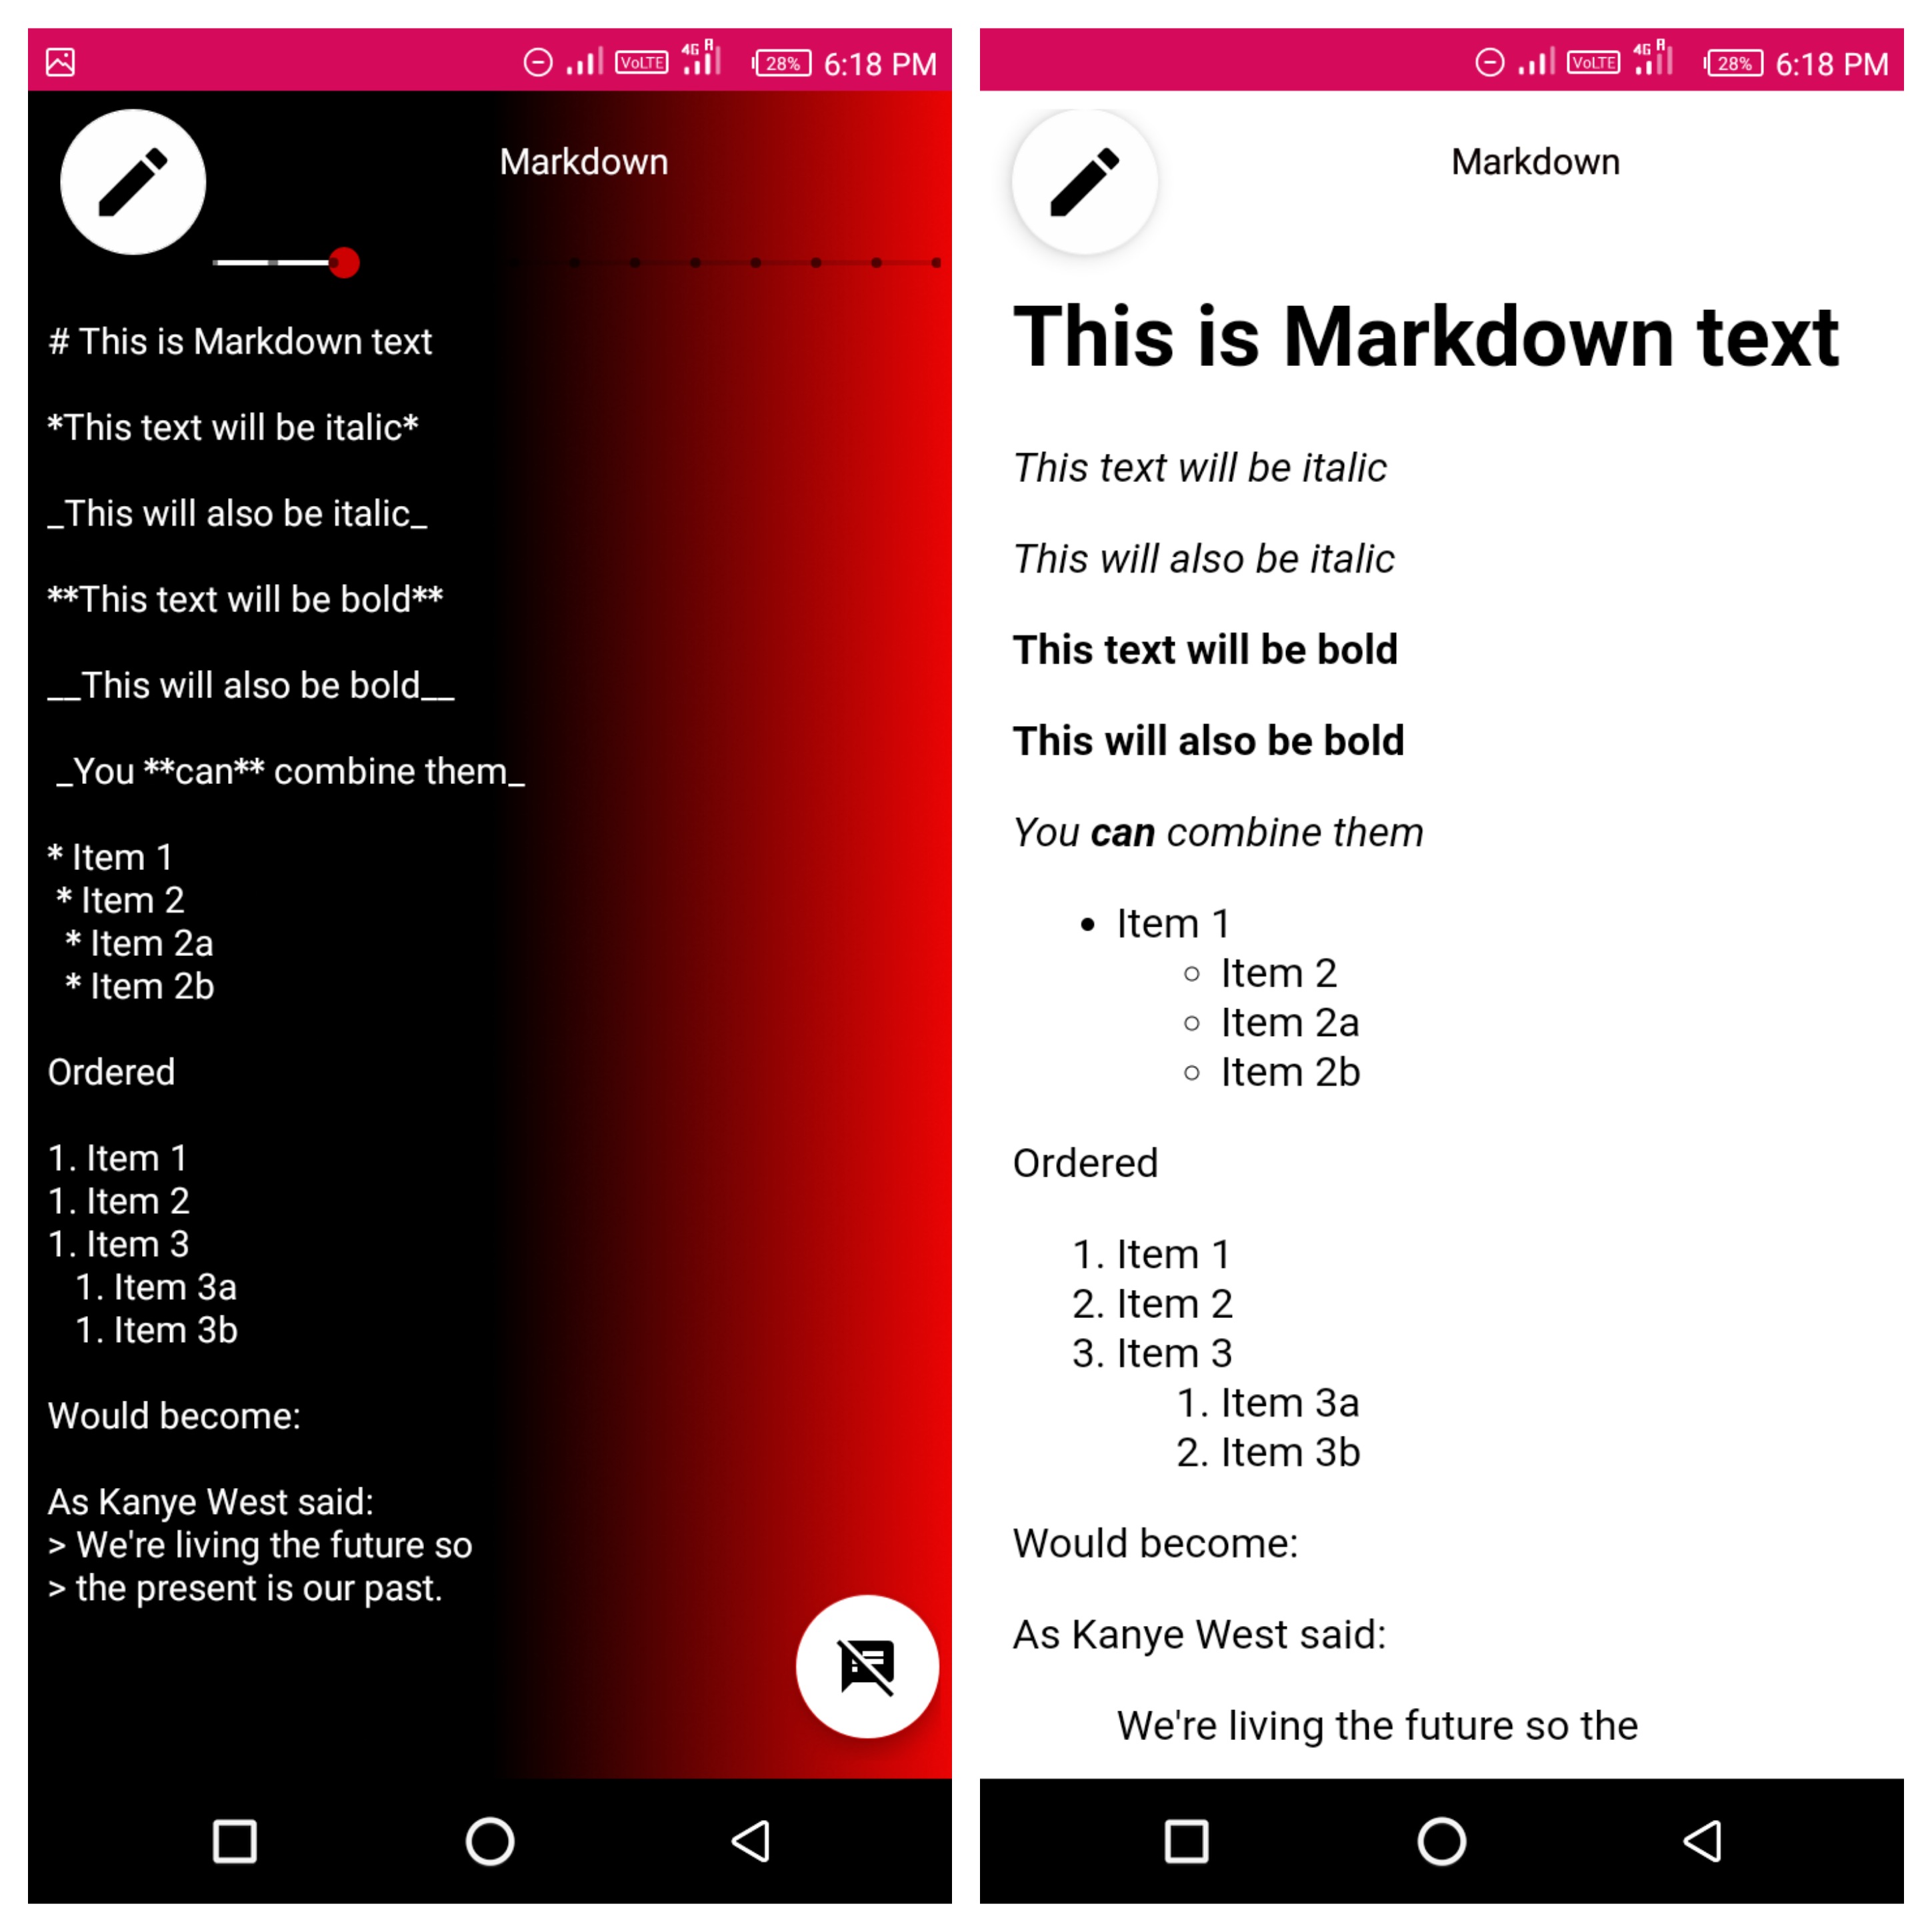 VoLTE 4G R 28% 6:18 PM
Markdown
# This is Markdown text
*This text will be italic*
_This will also be italic_
**This text will be bold**
__This will also be bold__
_You **can** combine them_
* Item 1
* Item 2
* Item 2a
* Item 2b
Ordered
1. Item 1
1. Item 2
1. Item 3
1. Item 3a
1. Item 3b
Would become:
As Kanye West said:
> We're living the future so
> the present is our past.
VoLTE 4G R 28% 6:18 PM
Markdown
This is Markdown text
This text will be italic
This will also be italic
This text will be bold
This will also be bold
You can combine them
• Item 1
○ Item 2
○ Item 2a
○ Item 2b
Ordered
1. Item 1
2. Item 2
3. Item 3
1. Item 3a
2. Item 3b
Would become:
As Kanye West said:
We're living the future so the